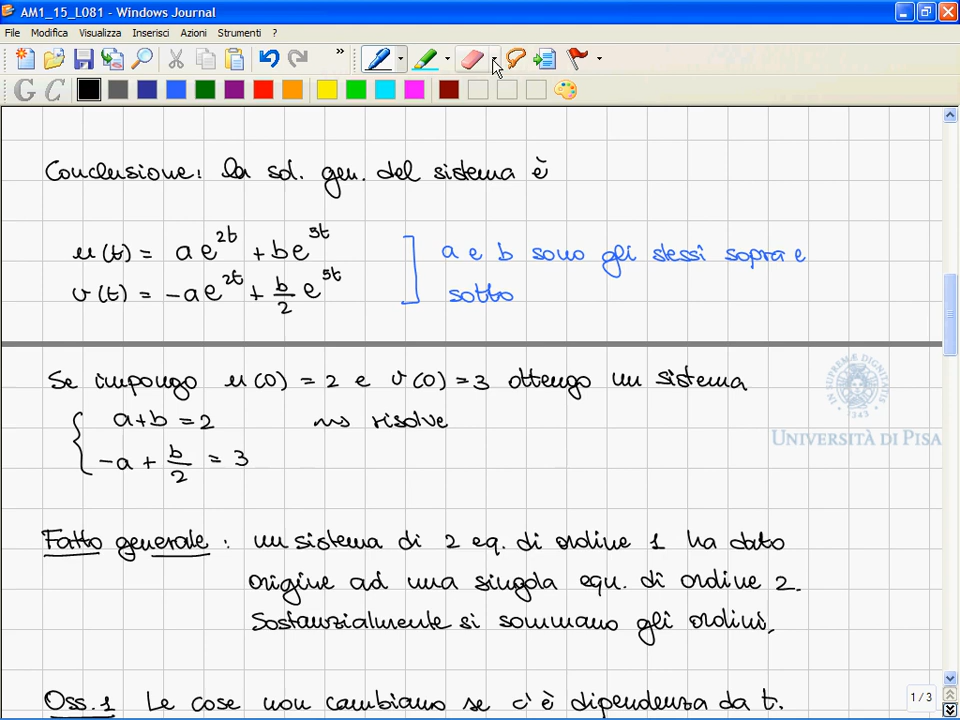 AM1_15_L081 - Windows Journal
File Modifica Visualizza Inserisci Azioni Strumenti ?
G C
Conclusione: la sol. gen. del sistema è
u(t) = ae^{2t} + be^{5t}
v(t) = -ae^{2t} + b/2 e^{5t}
a e b sono gli stessi sopra e
sotto
Se impongo u(0) = 2 e v(0) = 3 ottengo un sistema
a+b = 2
-a + b/2 = 3
risolve
IN SUPREMÆ DIGNITATIS
1343
UNIVERSITÀ DI PISA
Fatto generale: un sistema di 2 eq. di ordine 1 ha dato
origine ad una singola equ. di ordine 2.
Sostanzialmente si sommano gli ordini.
Oss. 1 Le cose non cambiano se c'è dipendenza da t.
1 / 3